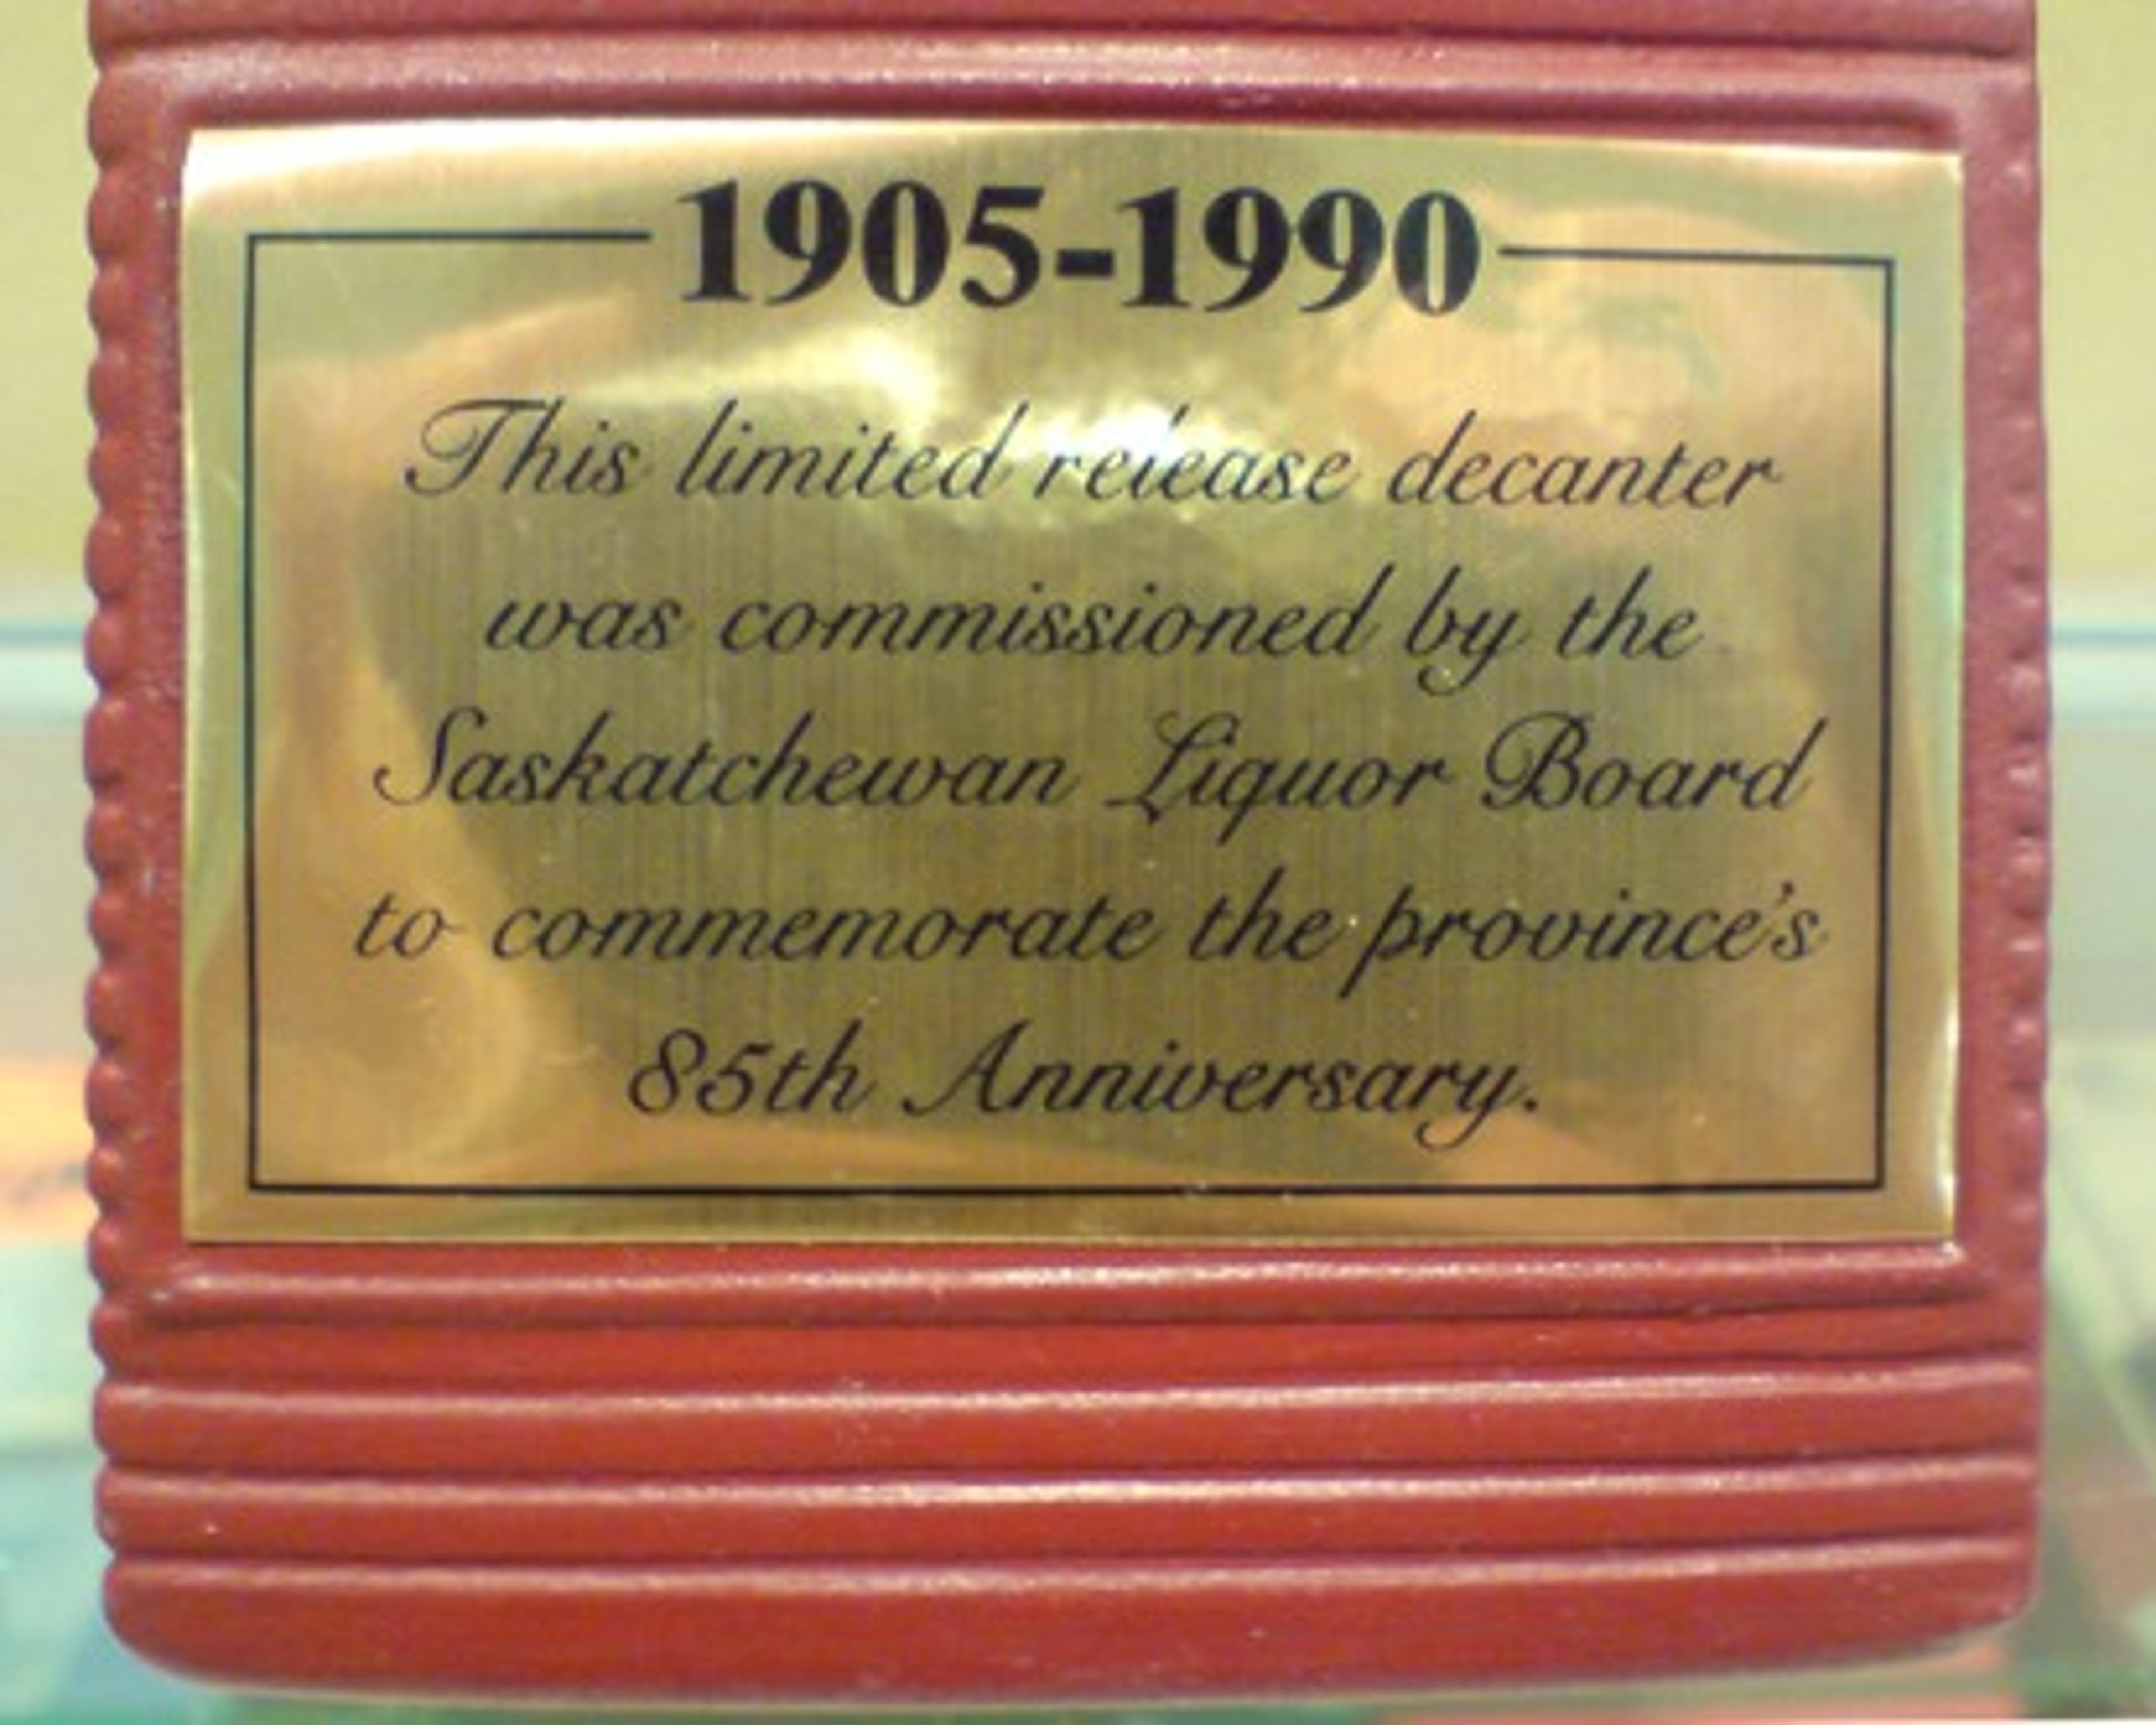 1905-1990
This limited release decanter
was commissioned by the
Saskatchewan Liquor Board
to commemorate the province's
85th Anniversary.